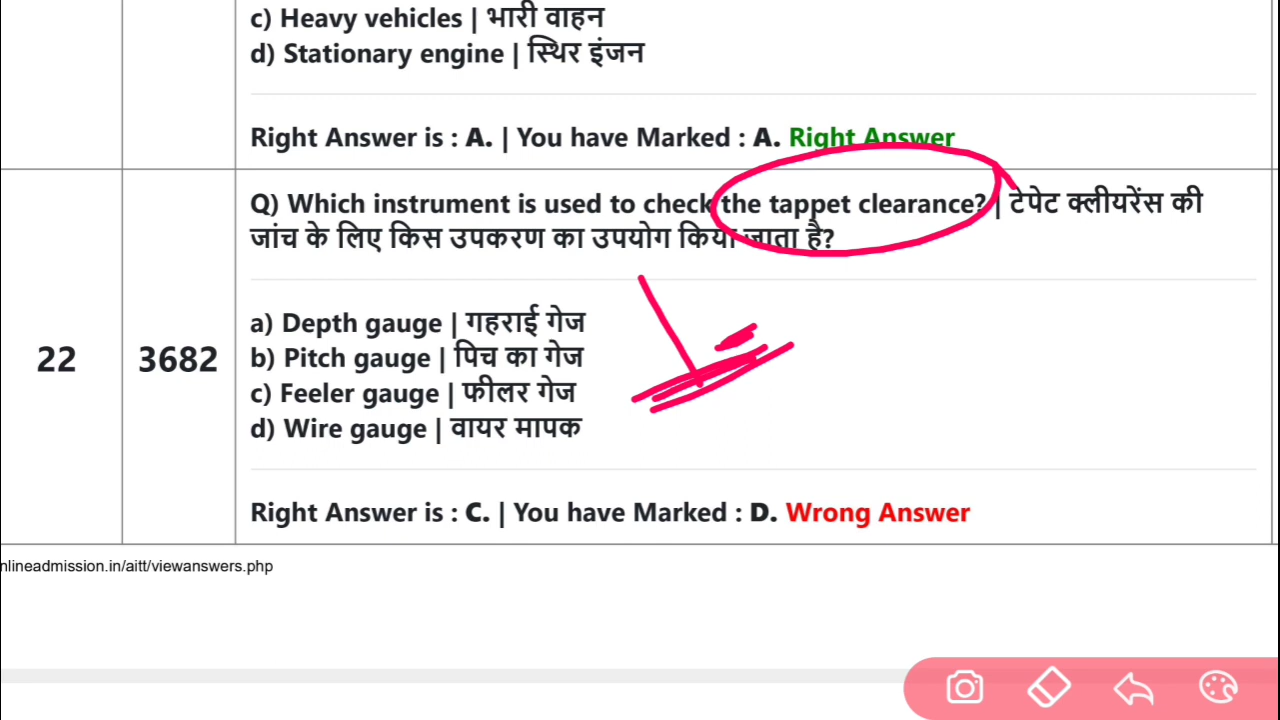 c) Heavy vehicles | भारी वाहन
d) Stationary engine | स्थिर इंजन
Right Answer is : A. | You have Marked : A. Right Answer
Q) Which instrument is used to check the tappet clearance? | टेपेट क्लीयरेंस की
जांच के लिए किस उपकरण का उपयोग किया जाता है?
22
3682
a) Depth gauge | गहराई गेज
b) Pitch gauge | पिच का गेज
c) Feeler gauge | फीलर गेज
d) Wire gauge | वायर मापक
Right Answer is : C. | You have Marked : D. Wrong Answer
nlineadmission.in/aitt/viewanswers.php